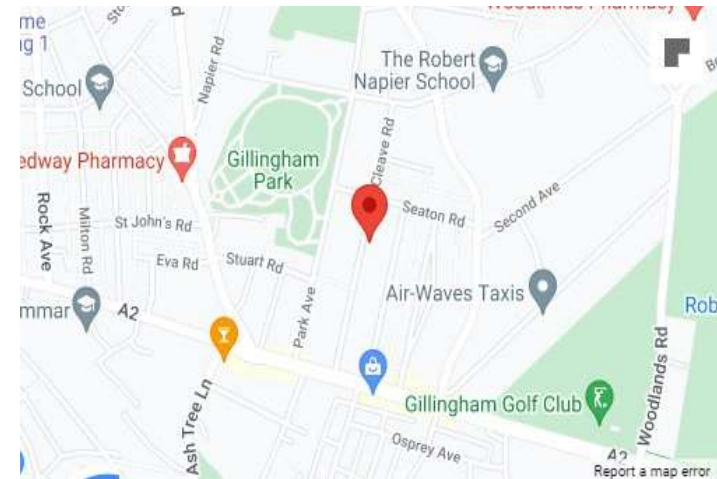 Woodlands Pharmacy
me
g 1
School
Napier Rd
The Robert
Napier School
edway Pharmacy
Gillingham
Park
Cleave Rd
Rock Ave
Milton Rd
St John's Rd
Seaton Rd
Second Ave
Eva Rd
Stuart Rd
Air-Waves Taxis
mmar
A2
Park Ave
Rob
Woodlands Rd
Ash Tree Ln
Gillingham Golf Club
Osprey Ave
A2
Report a map error